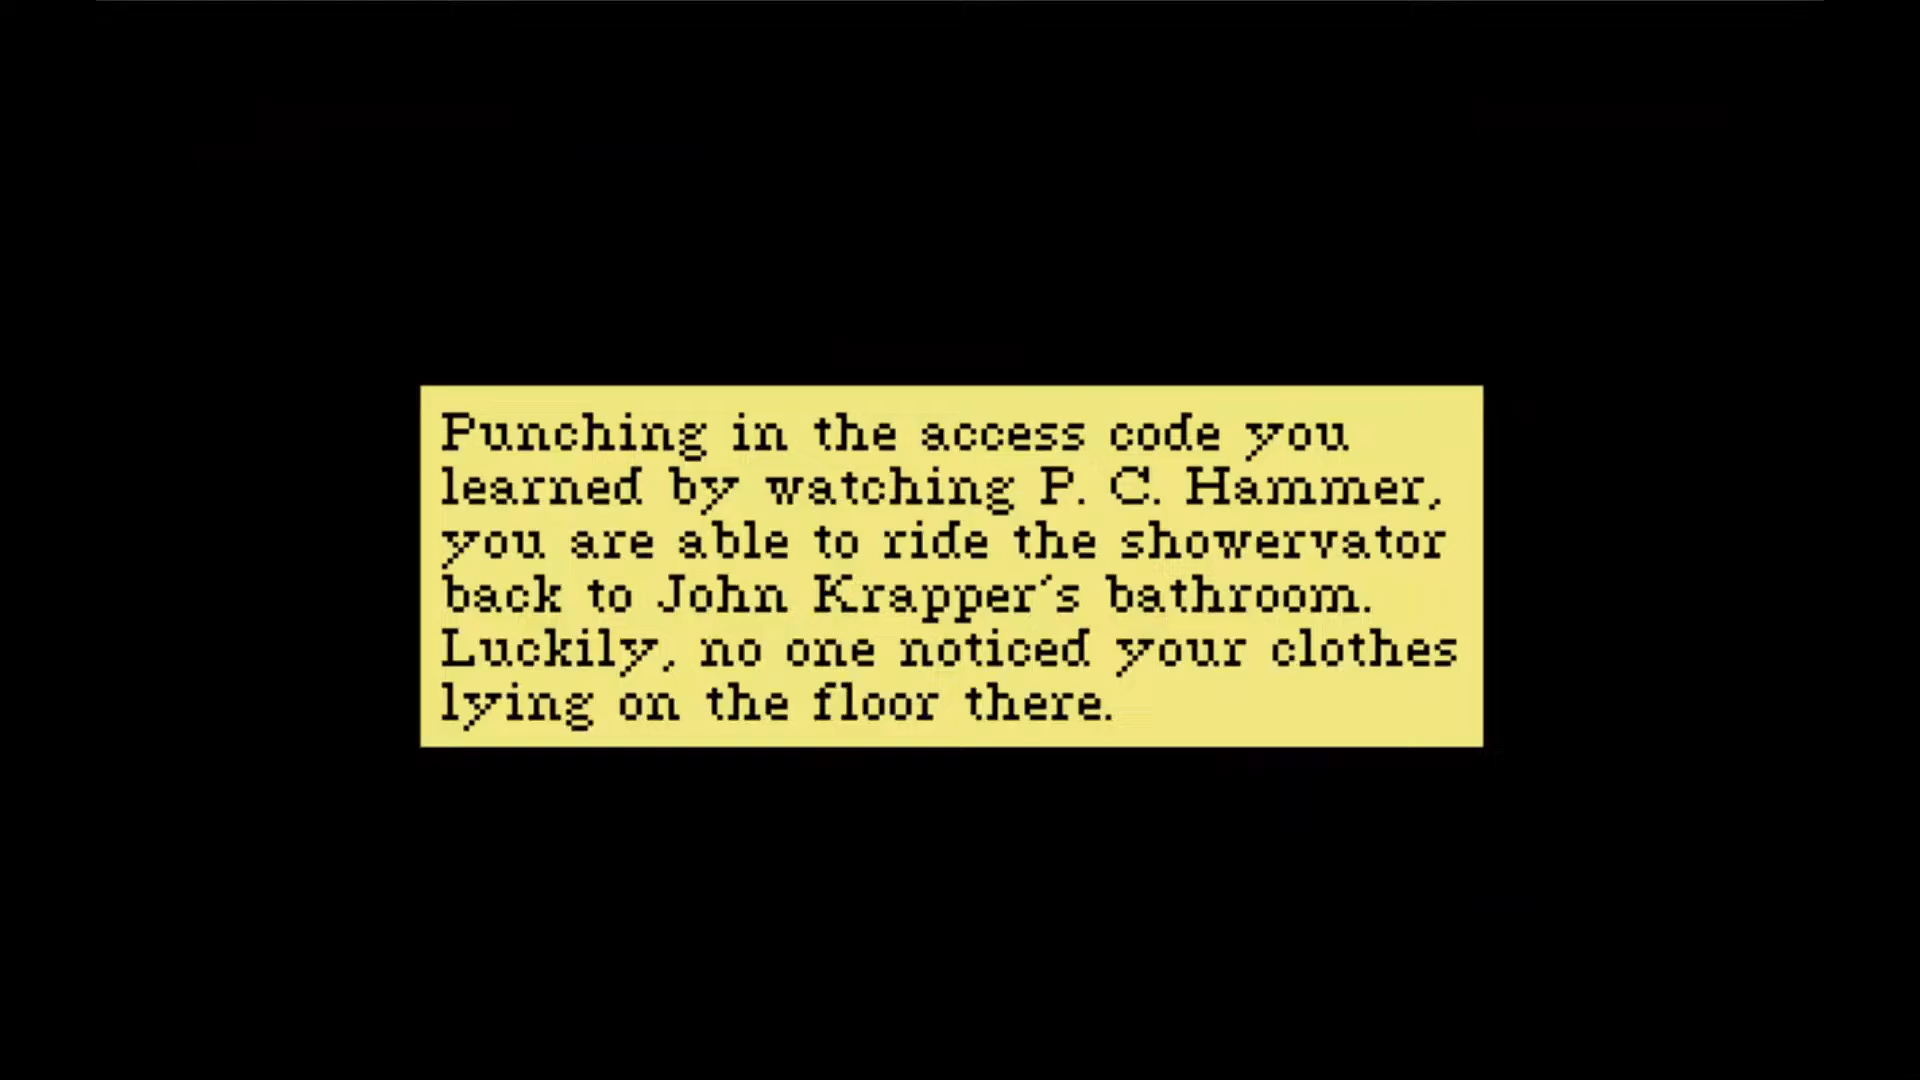 Punching in the access code you
learned by watching P. C. Hammer,
you are able to ride the showervator
back to John Krapper's bathroom.
Luckily, no one noticed your clothes
lying on the floor there.